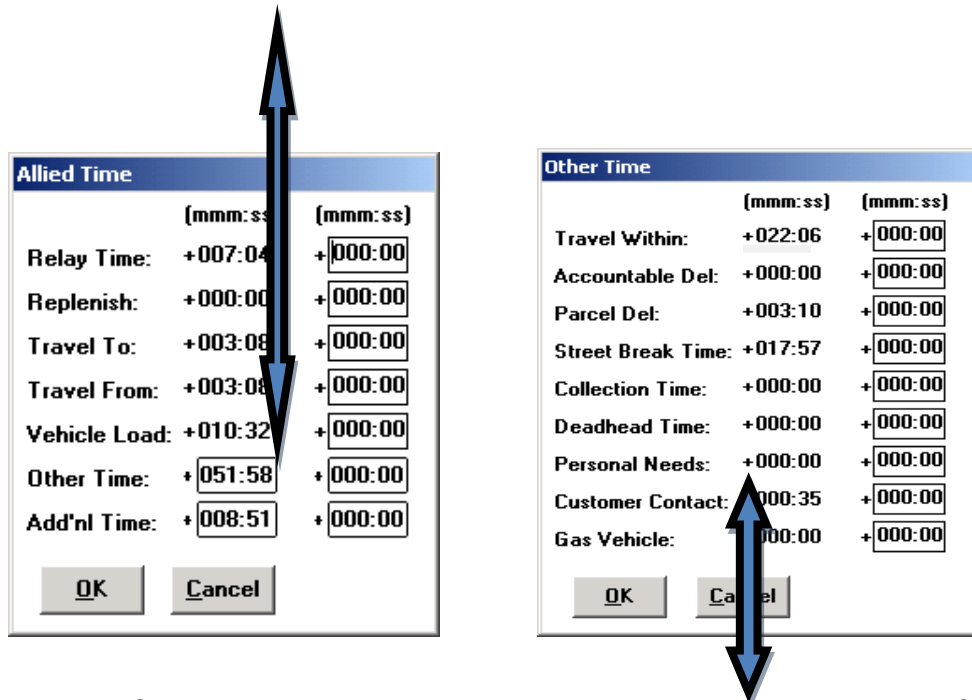 Allied Time
(mmm:ss) (mmm:ss)
Relay Time: +007:04 +000:00
Replenish: +000:00 +000:00
Travel To: +003:08 +000:00
Travel From: +003:08 +000:00
Vehicle Load: +010:32 +000:00
Other Time: +051:58 +000:00
Add'nl Time: +008:51 +000:00
OK Cancel
Other Time
(mmm:ss) (mmm:ss)
Travel Within: +022:06 +000:00
Accountable Del: +000:00 +000:00
Parcel Del: +003:10 +000:00
Street Break Time: +017:57 +000:00
Collection Time: +000:00 +000:00
Deadhead Time: +000:00 +000:00
Personal Needs: +000:00 +000:00
Customer Contact: 000:35 +000:00
Gas Vehicle: 000:00 +000:00
OK Cancel